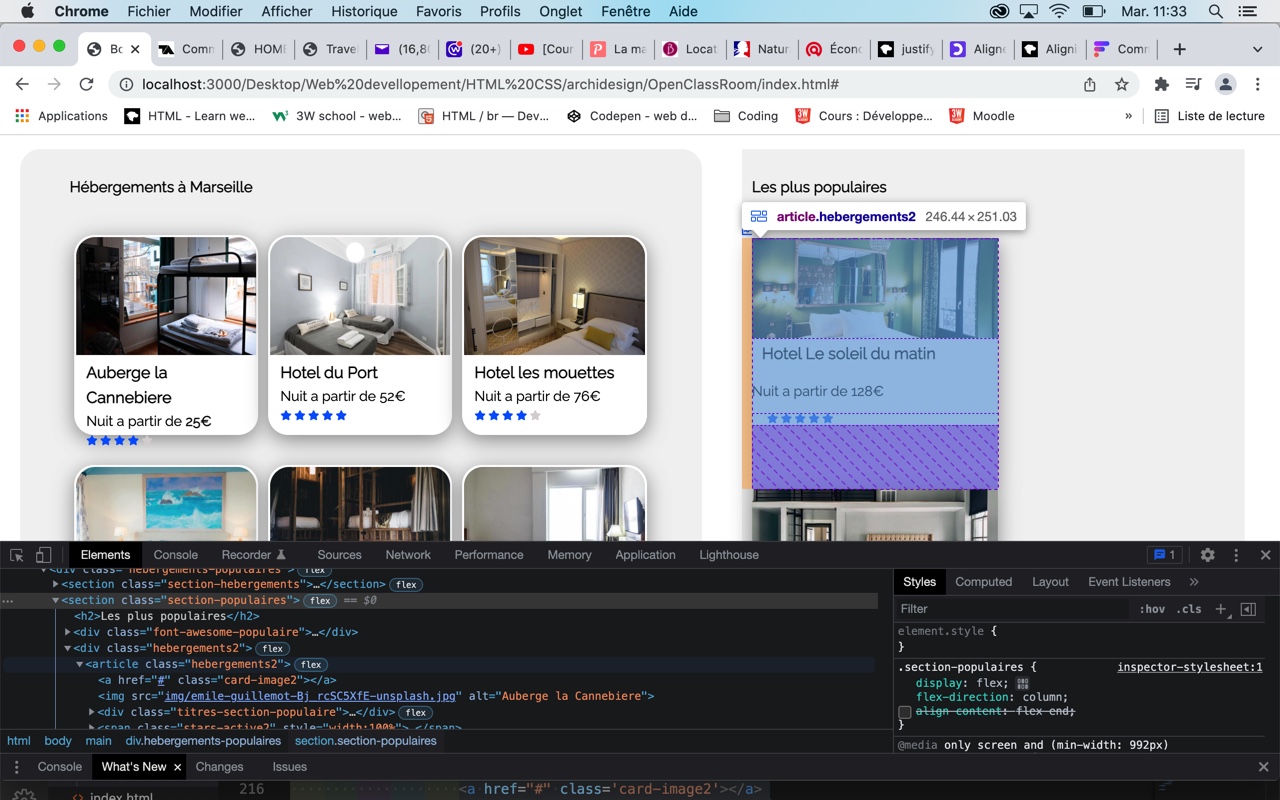 Chrome Fichier Modifier Afficher Historique Favoris Profils Onglet Fenêtre Aide Mar. 11:33
Bo Comm HOME Trave (16,80 (20+) [Cour La ma Locat Natur Écono justify Aligne Aligni Comm
localhost:3000/Desktop/Web%20devellopement/HTML%20CSS/archidesign/OpenClassRoom/index.html#
Applications HTML - Learn we... 3W school - web... HTML / br — Dev... Codepen - web d... Coding Cours : Développe... Moodle » Liste de lecture
Hébergements à Marseille
Auberge la
Cannebiere
Nuit a partir de 25€
Hotel du Port
Nuit a partir de 52€
Hotel les mouettes
Nuit a partir de 76€
Les plus populaires
article.hebergements2 246.44 × 251.03
Hotel Le soleil du matin
Nuit a partir de 128€
Elements Console Recorder Sources Network Performance Memory Application Lighthouse 1
<div class="hebergements-populaires"> flex
<section class="section-hebergements">…</section> flex
<section class="section-populaires"> flex == $0
<h2>Les plus populaires</h2>
<div class="font-awesome-populaire">…</div>
<div class="hebergements2"> flex
<article class="hebergements2"> flex
<a href="#" class="card-image2"></a>
<img src="img/emile-guillemot-Bj_rcSC5XfE-unsplash.jpg" alt="Auberge la Cannebiere">
<div class="titres-section-populaire">…</div> flex
<span class="stars-active2" style="width:100%"> </span>
html body main div.hebergements-populaires section.section-populaires
Styles Computed Layout Event Listeners »
Filter :hov .cls +
element.style {
}
.section-populaires { inspector-stylesheet:1
display: flex;
flex-direction: column;
align-content: flex-end;
}
@media only screen and (min-width: 992px)
Console What's New Changes Issues
index.html
216 <a href="#" class='card-image2'></a>